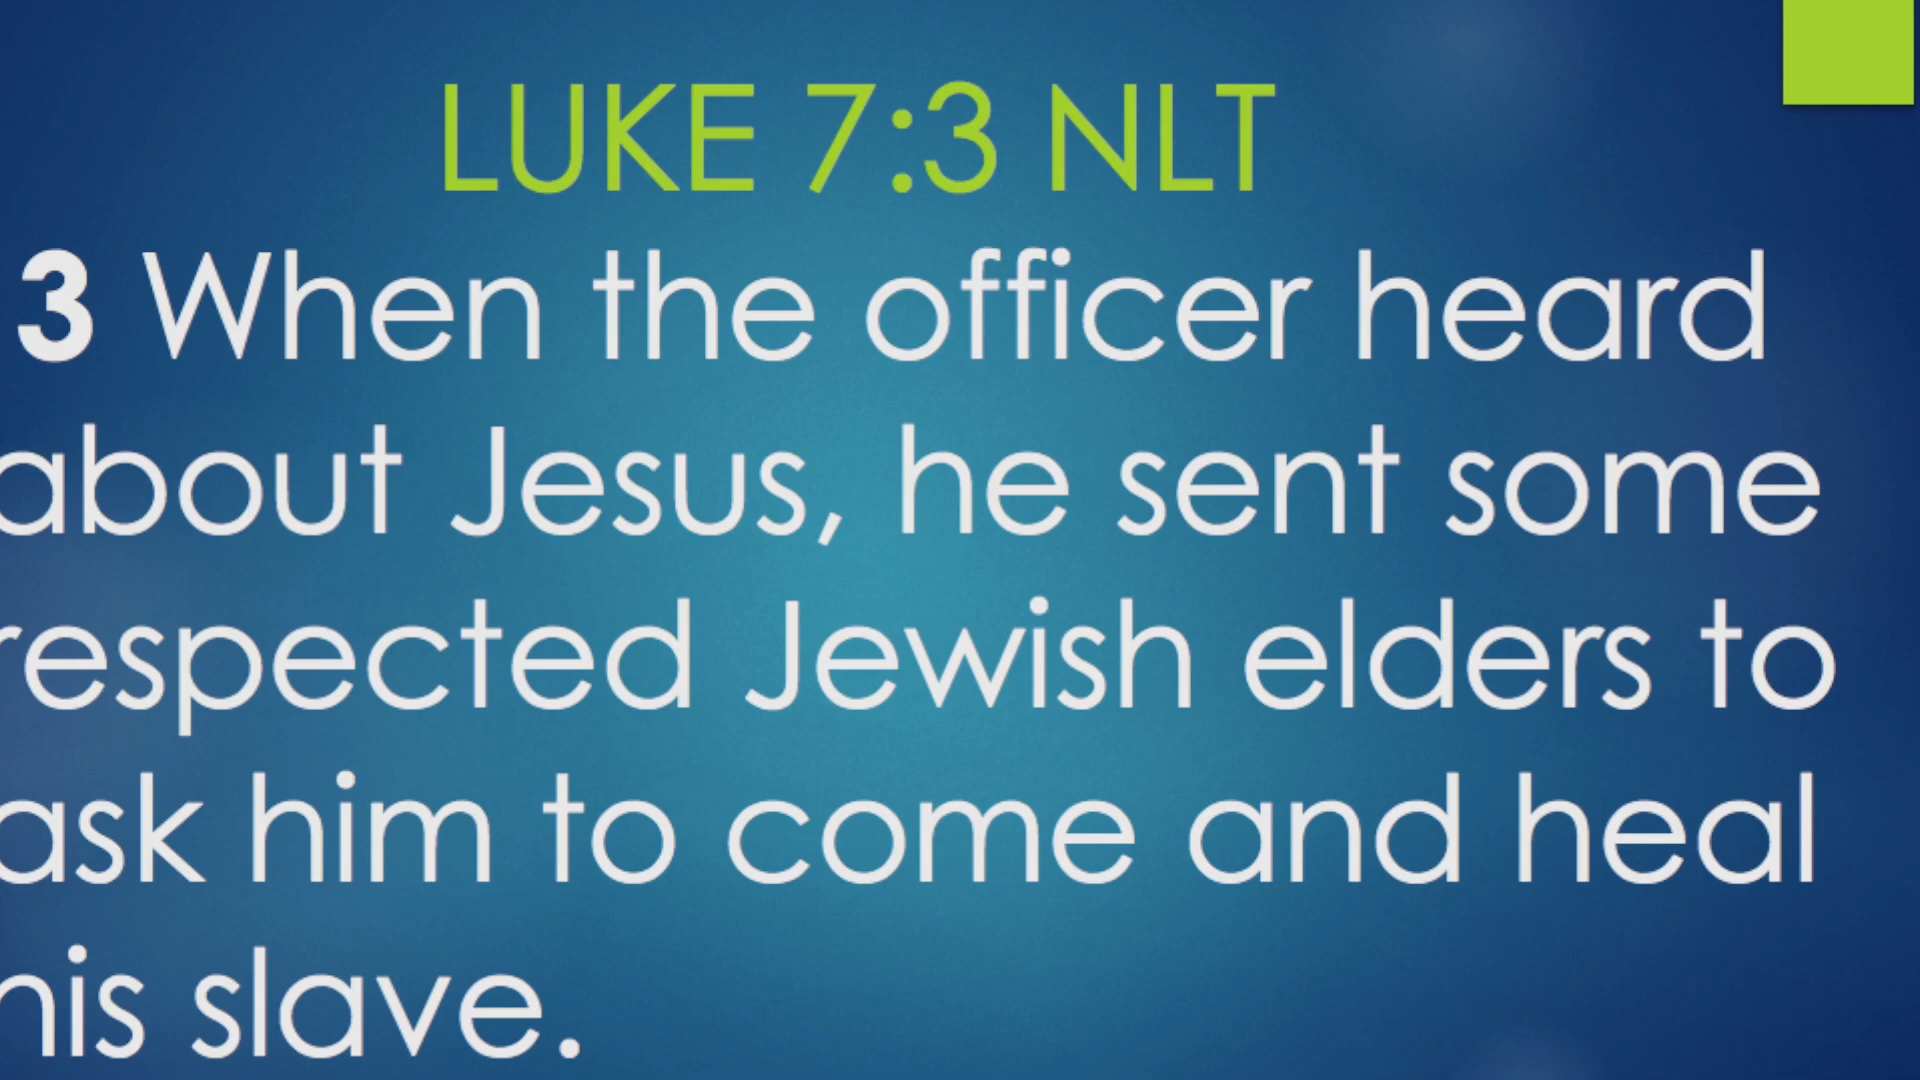 LUKE 7:3 NLT
3 When the officer heard
about Jesus, he sent some
respected Jewish elders to
ask him to come and heal
his slave.